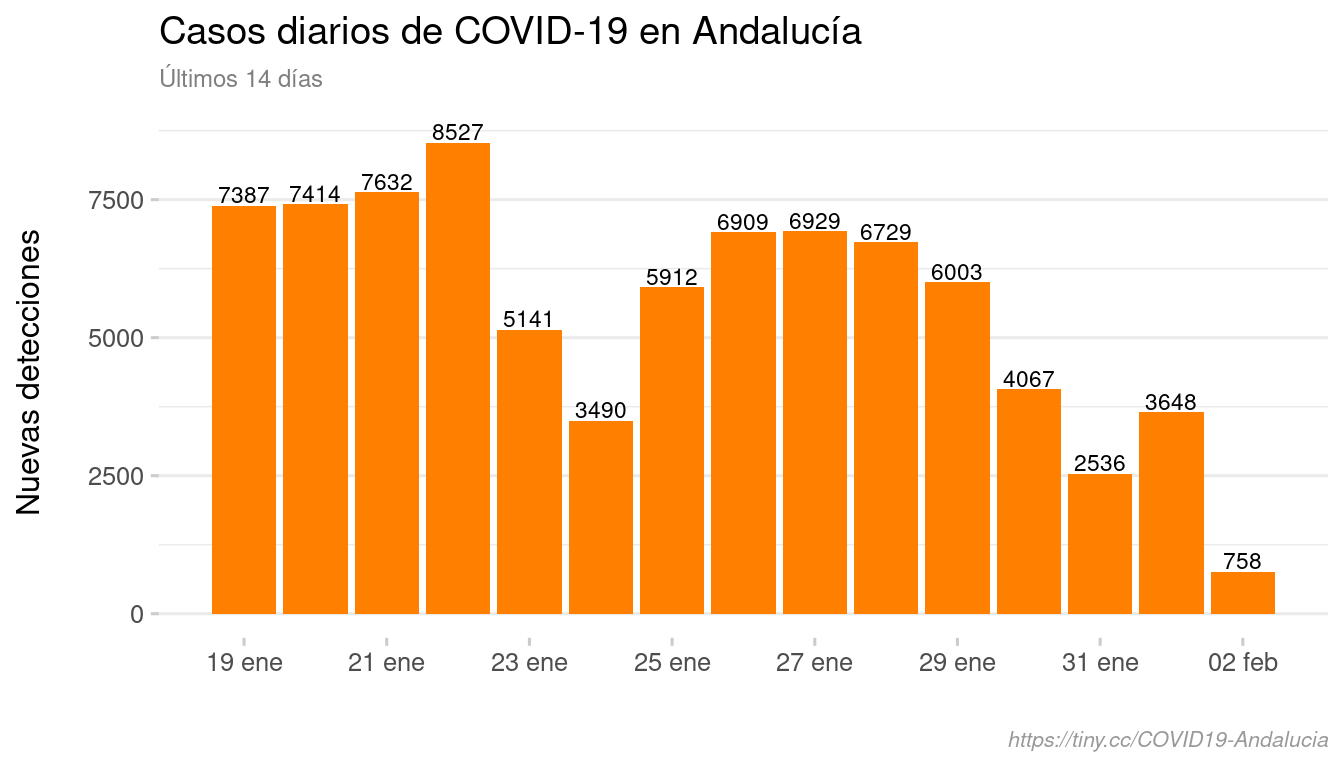 Casos diarios de COVID-19 en Andalucía
Últimos 14 días
Nuevas detecciones
7500
5000
2500
0
7387
7414
7632
8527
5141
3490
5912
6909
6929
6729
6003
4067
2536
3648
758
19 ene
21 ene
23 ene
25 ene
27 ene
29 ene
31 ene
02 feb
https://tiny.cc/COVID19-Andalucia